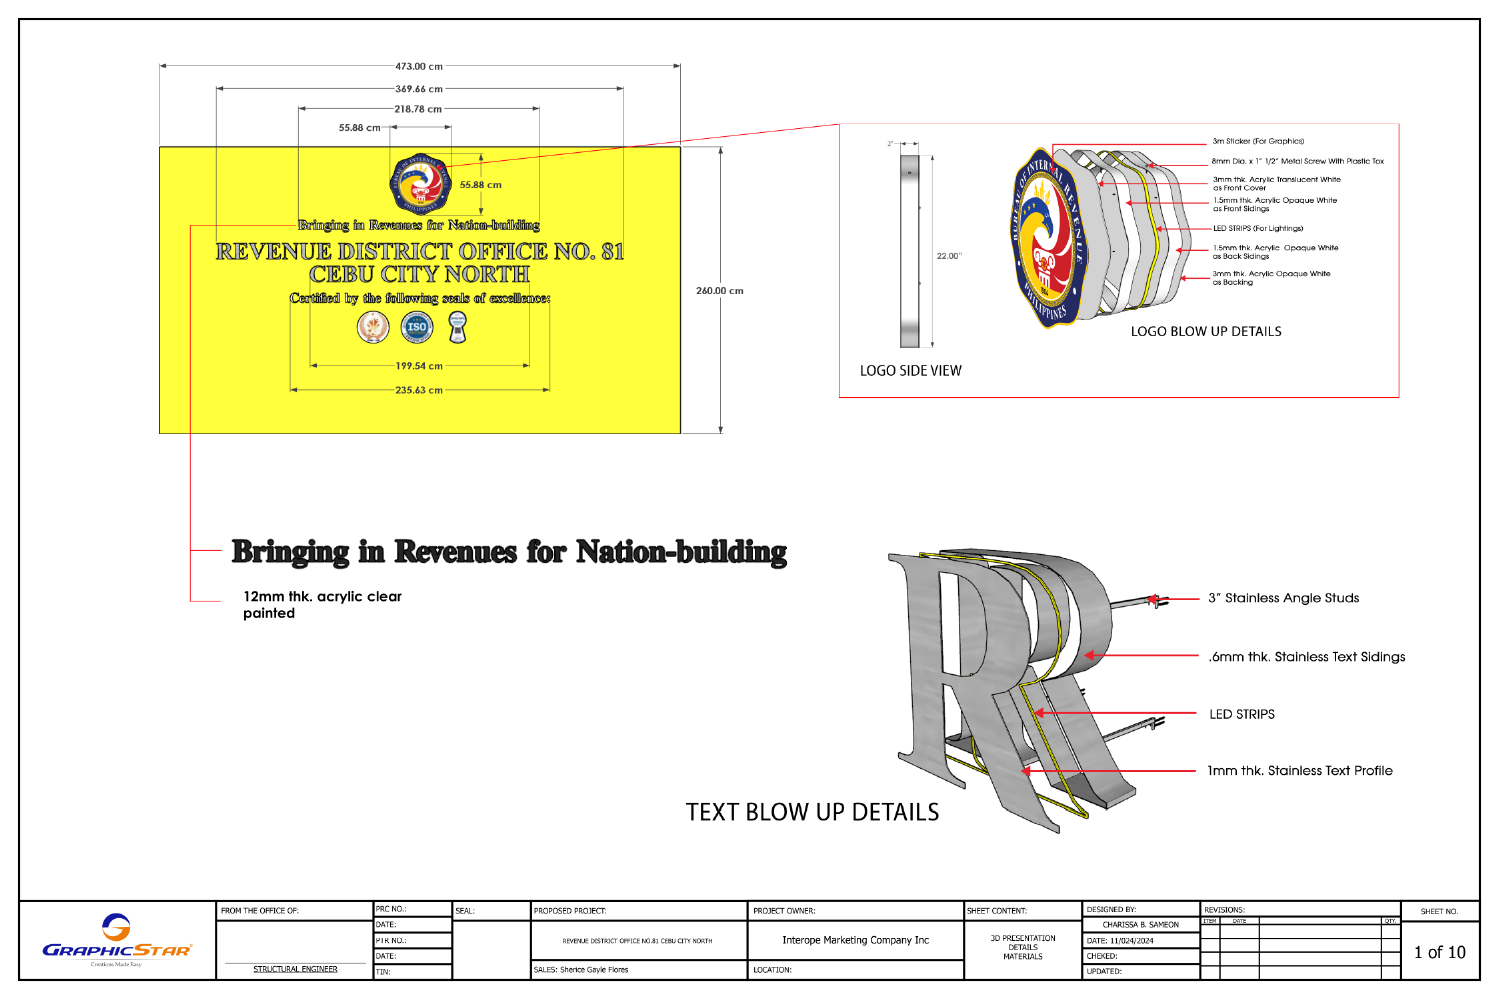 473.00 cm
369.66 cm
218.78 cm
55.88 cm
55.88 cm
BUREAU OF INTERNAL REVENUE
PHILIPPINES
Bringing in Revenues for Nation-building
REVENUE DISTRICT OFFICE NO. 81
CEBU CITY NORTH
Certified by the following seals of excellence:
ISO
199.54 cm
235.63 cm
260.00 cm
2"
22.00"
LOGO SIDE VIEW
BUREAU OF INTERNAL REVENUE
PHILIPPINES
3m Sticker (For Graphics)
8mm Dia. x 1" 1/2" Metal Screw With Plastic Tox
3mm thk. Acrylic Translucent White
as Front Cover
1.5mm thk. Acrylic Opaque White
as Front Sidings
LED STRIPS (For Lightings)
1.5mm thk. Acrylic Opaque White
as Back Sidings
3mm thk. Acrylic Opaque White
as Backing
LOGO BLOW UP DETAILS
Bringing in Revenues for Nation-building
12mm thk. acrylic clear
painted
3" Stainless Angle Studs
.6mm thk. Stainless Text Sidings
LED STRIPS
1mm thk. Stainless Text Profile
TEXT BLOW UP DETAILS
GRAPHICSTAR
Creations Made Easy
FROM THE OFFICE OF:
STRUCTURAL ENGINEER
PRC NO.:
DATE:
PTR NO.:
DATE:
TIN:
SEAL:
PROPOSED PROJECT:
REVENUE DISTRICT OFFICE NO.81 CEBU CITY NORTH
SALES: Sherice Gayle Flores
PROJECT OWNER:
Interope Marketing Company Inc
LOCATION:
SHEET CONTENT:
3D PRESENTATION
DETAILS
MATERIALS
DESIGNED BY:
CHARISSA B. SAMEON
DATE: 11/024/2024
CHEKED:
UPDATED:
REVISIONS:
ITEM DATE QTY.
SHEET NO.
1 of 10